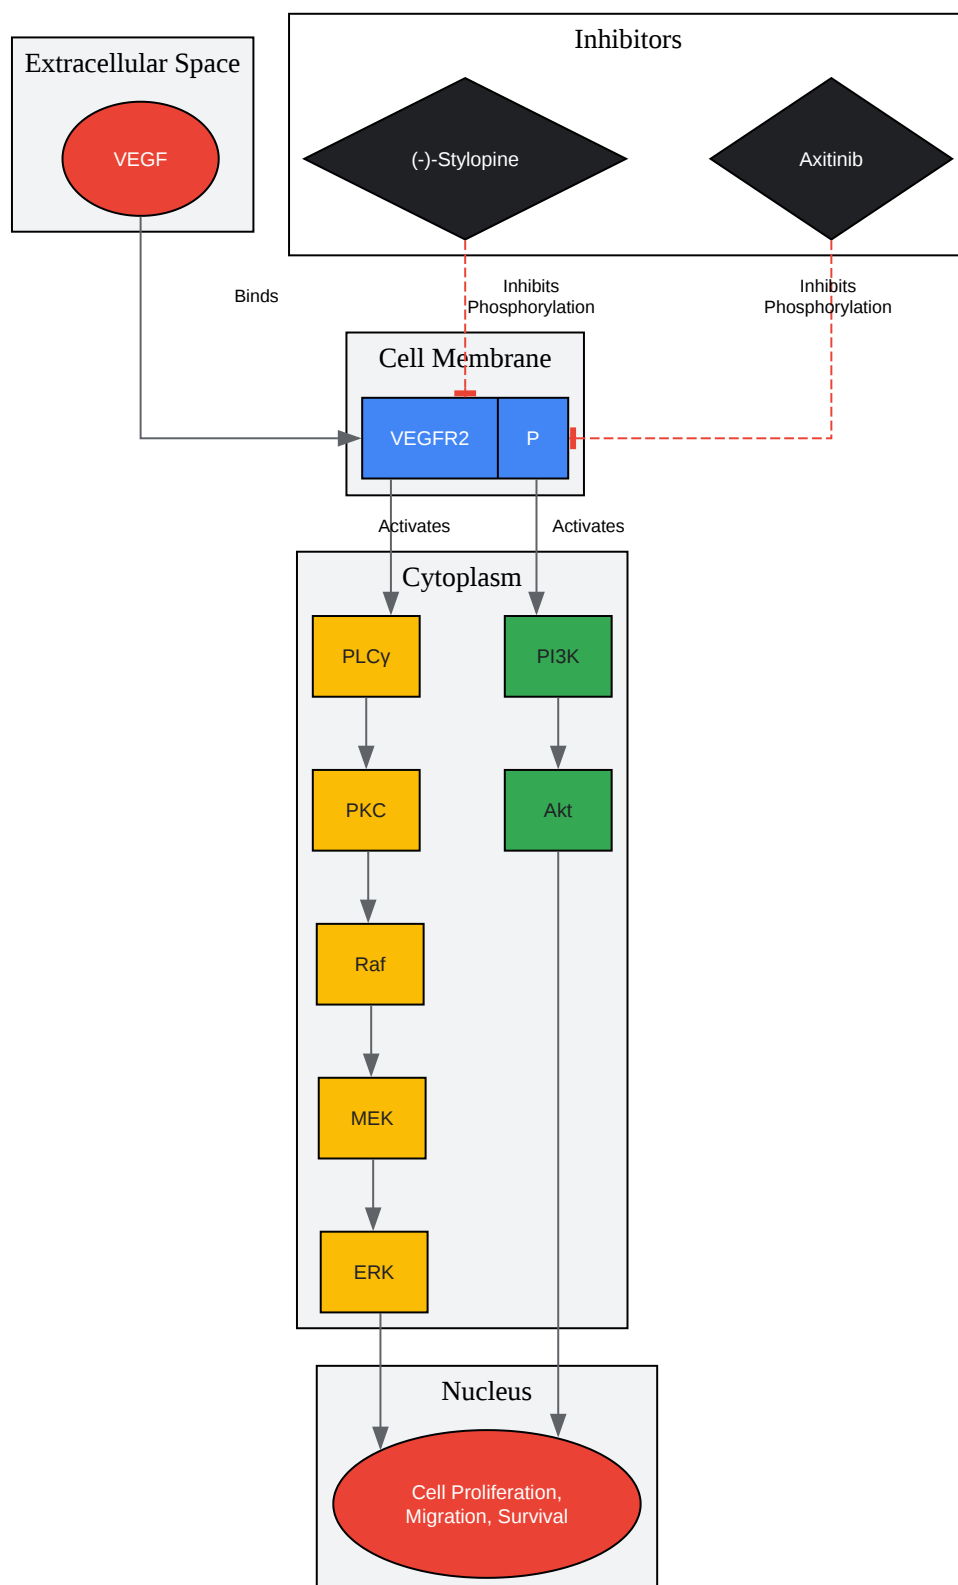 Inhibitors
Extracellular Space
VEGF
(-)-Stylopine
Axitinib
Binds
Inhibits
Phosphorylation
Inhibits
Phosphorylation
Cell Membrane
VEGFR2
P
Activates
Activates
Cytoplasm
PLCγ
PI3K
PKC
Akt
Raf
MEK
ERK
Nucleus
Cell Proliferation,
Migration, Survival